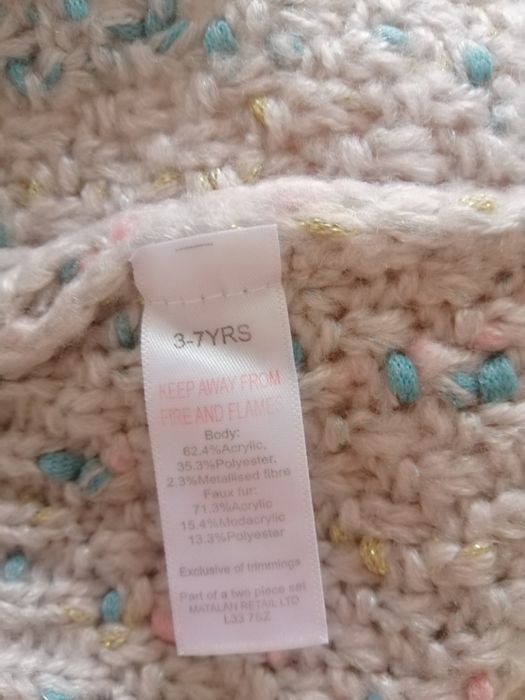 3-7YRS
KEEP AWAY FROM
FIRE AND FLAMES
Body:
62.4%Acrylic.
35.3%Polyester.
2.3%Metallised fibre
Faux fur:
71.3%Acrylic
15.4%Modacrylic
13.3%Polyester
Exclusive of trimmings
Part of a two piece set
MATALAN RETAIL LTD
L33 7SZ